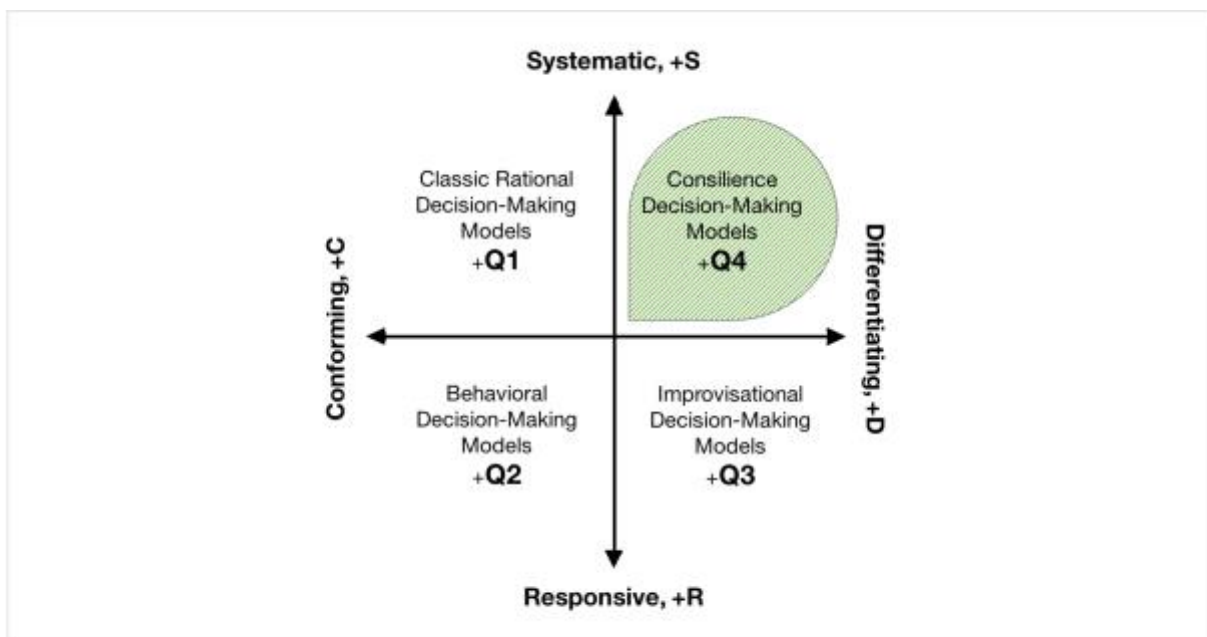 Systematic, +S
Classic Rational
Decision-Making
Models
+Q1
Consilience
Decision-Making
Models
+Q4
Conforming, +C
Differentiating, +D
Behavioral
Decision-Making
Models
+Q2
Improvisational
Decision-Making
Models
+Q3
Responsive, +R